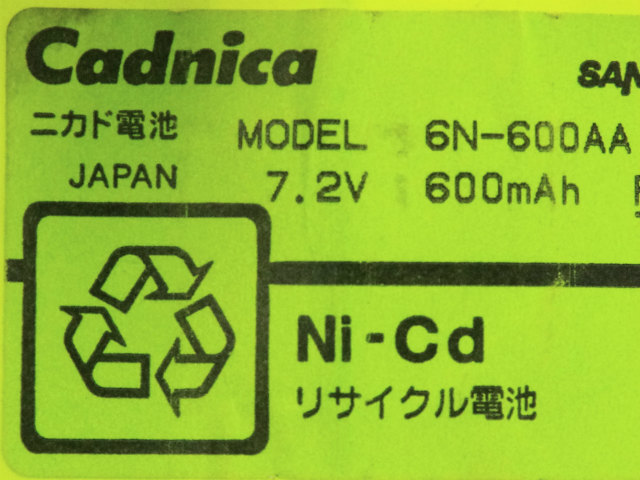 Cadnica
ニカド電池 MODEL 6N-600AA
JAPAN 7.2V 600mAh
Ni-Cd
リサイクル電池